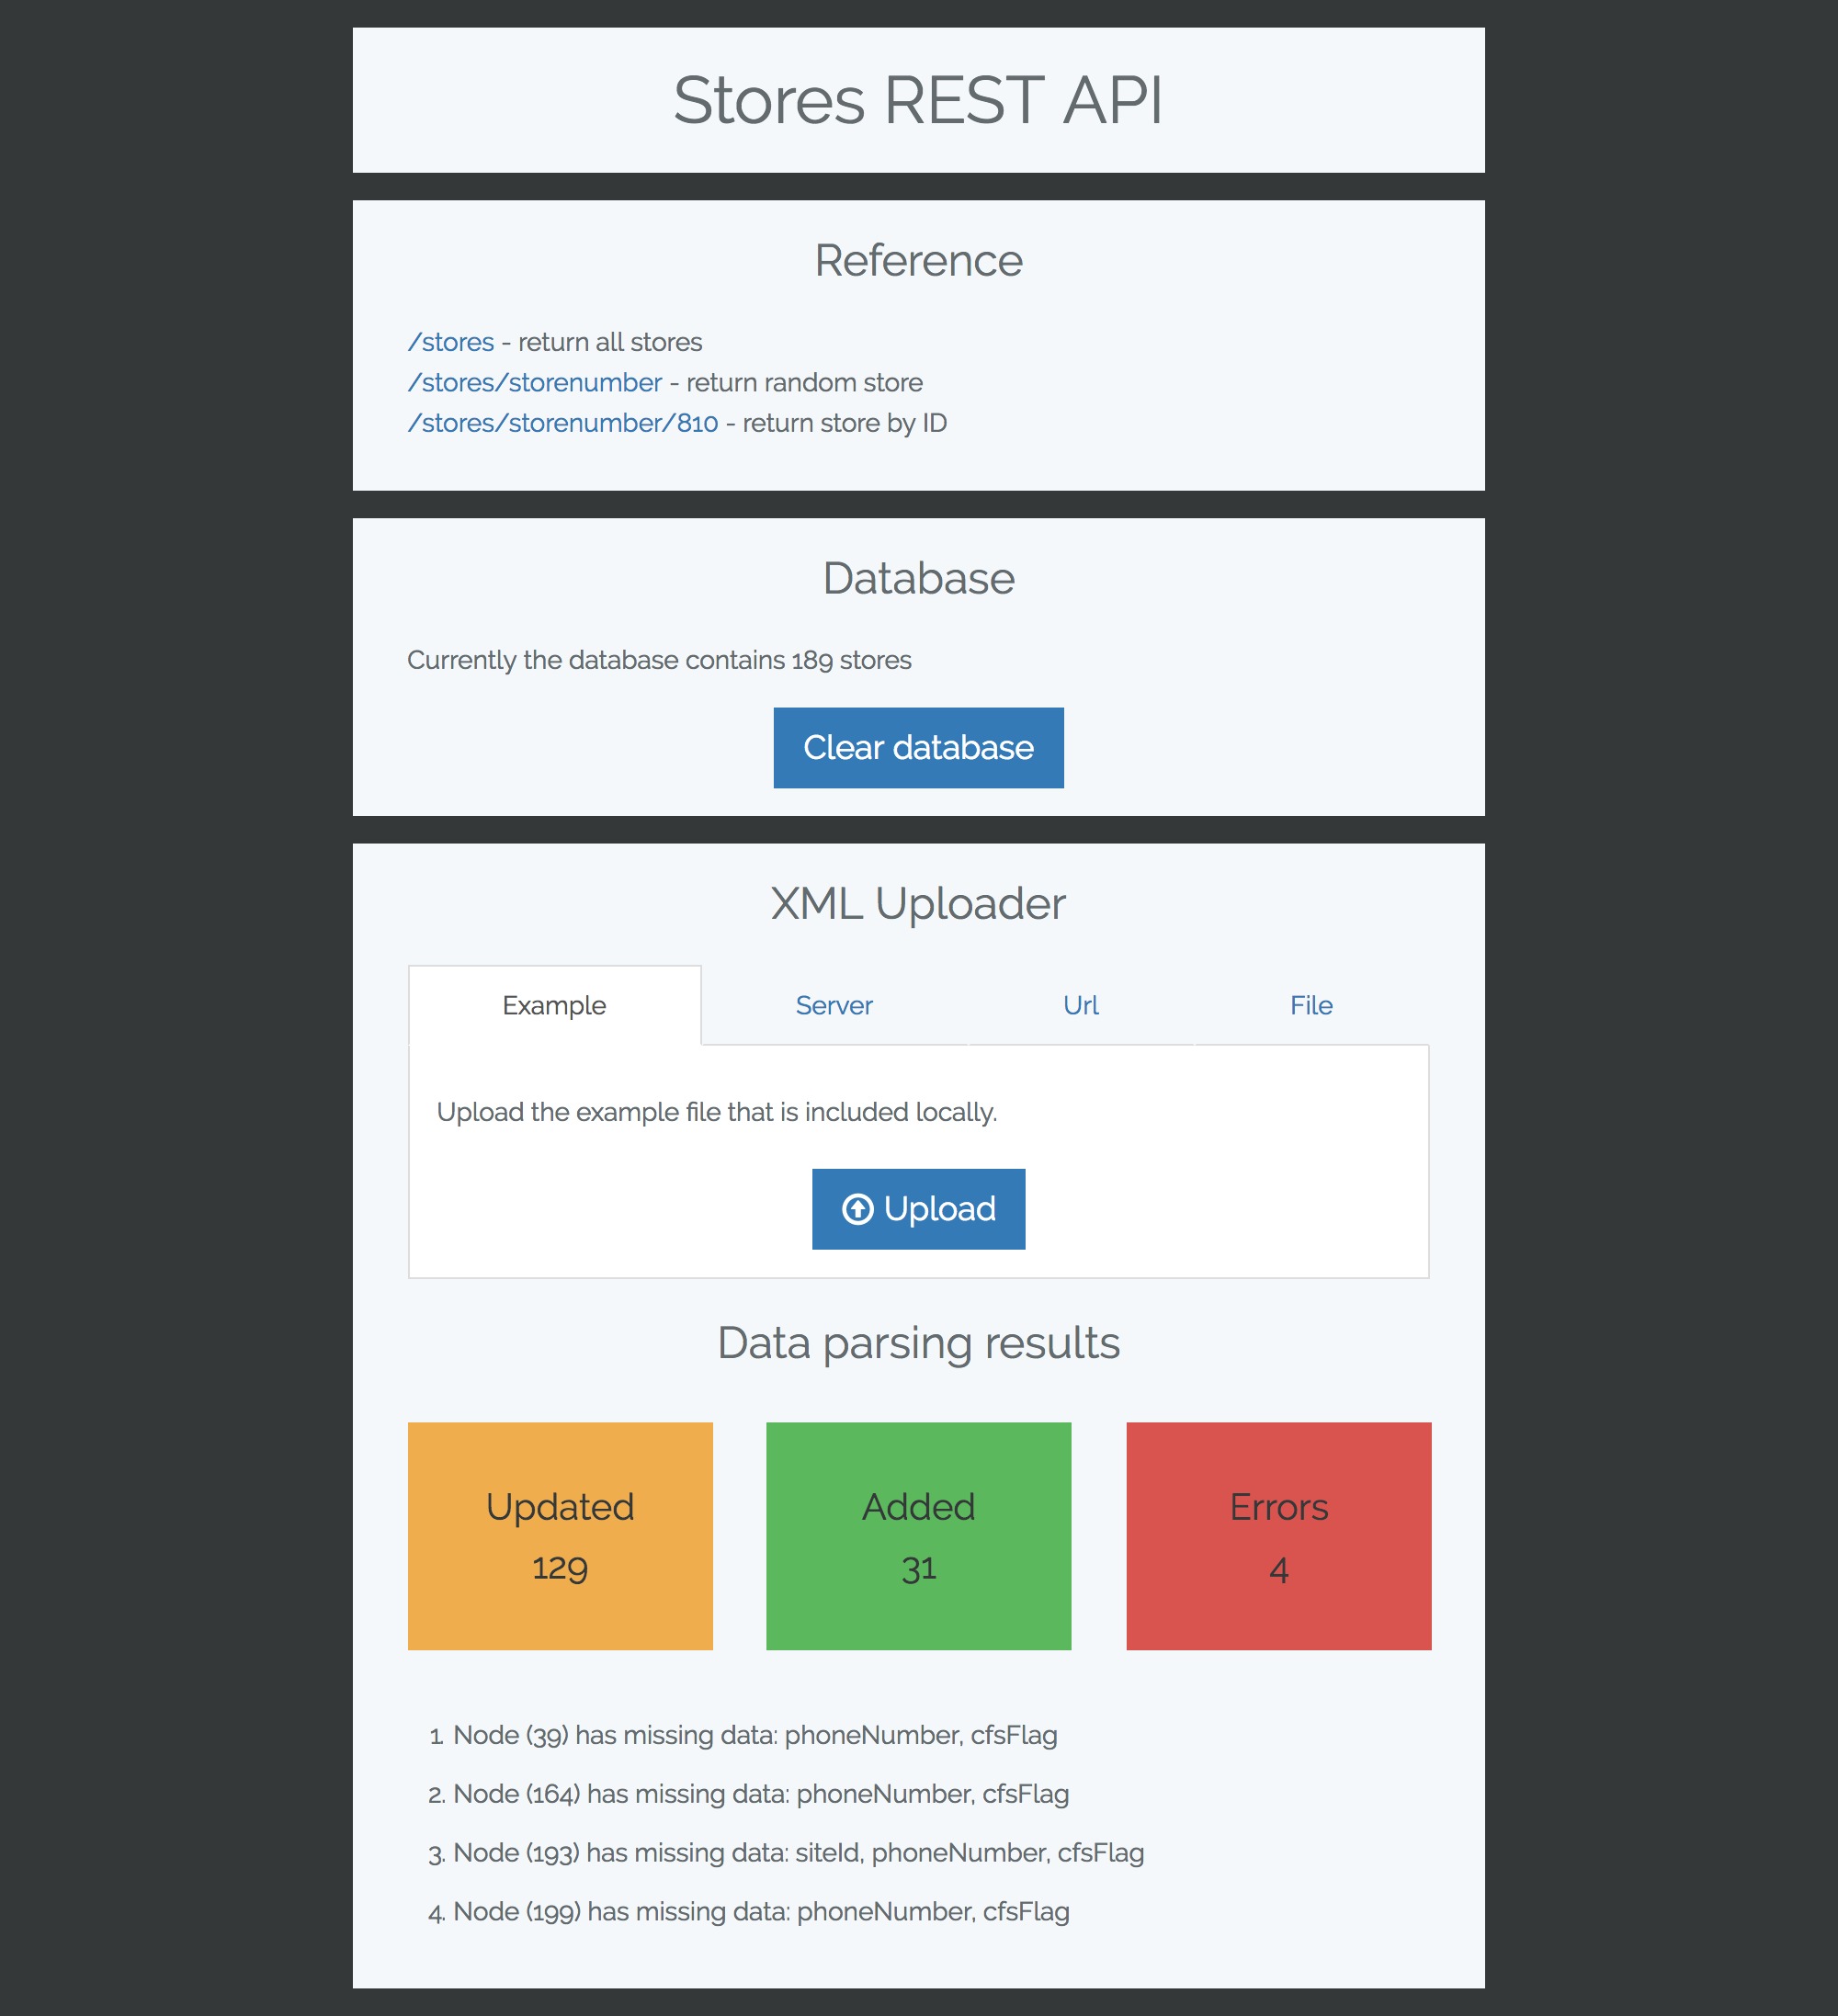 Stores REST API
Reference
/stores - return all stores
/stores/storenumber - return random store
/stores/storenumber/810 - return store by ID
Database
Currently the database contains 189 stores
Clear database
XML Uploader
Example Server Url File
Upload the example file that is included locally.
Upload
Data parsing results
Updated Added Errors
129 31 4
1. Node (39) has missing data: phoneNumber, cfsFlag
2. Node (164) has missing data: phoneNumber, cfsFlag
3. Node (193) has missing data: siteId, phoneNumber, cfsFlag
4. Node (199) has missing data: phoneNumber, cfsFlag